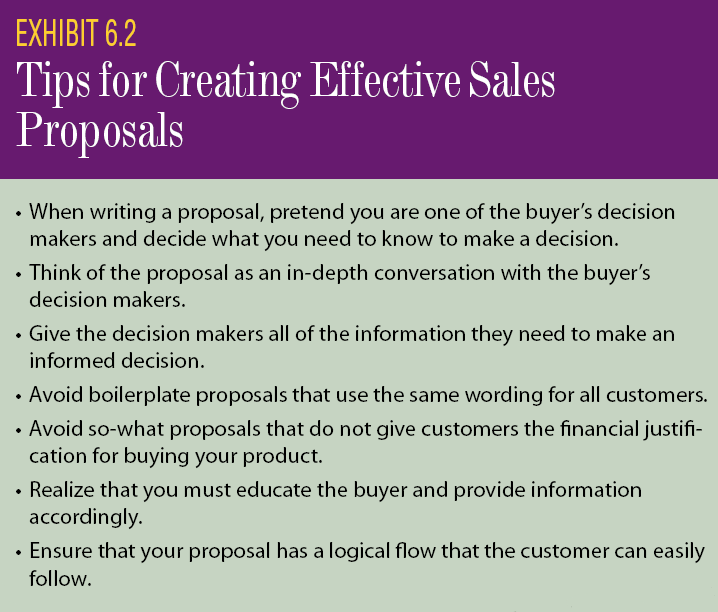 EXHIBIT 6.2
Tips for Creating Effective Sales
Proposals
• When writing a proposal, pretend you are one of the buyer’s decision
makers and decide what you need to know to make a decision.
• Think of the proposal as an in-depth conversation with the buyer’s
decision makers.
• Give the decision makers all of the information they need to make an
informed decision.
• Avoid boilerplate proposals that use the same wording for all customers.
• Avoid so-what proposals that do not give customers the financial justifi-
cation for buying your product.
• Realize that you must educate the buyer and provide information
accordingly.
• Ensure that your proposal has a logical flow that the customer can easily
follow.